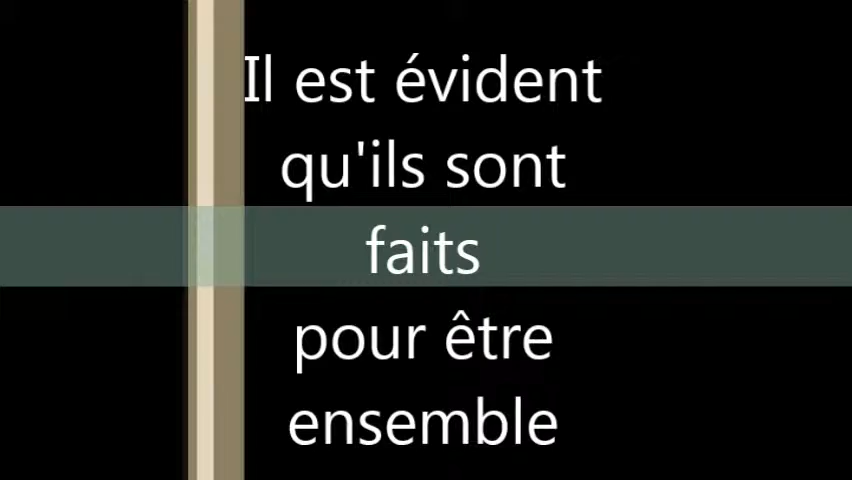 Il est évident
qu'ils sont
faits
pour être
ensemble